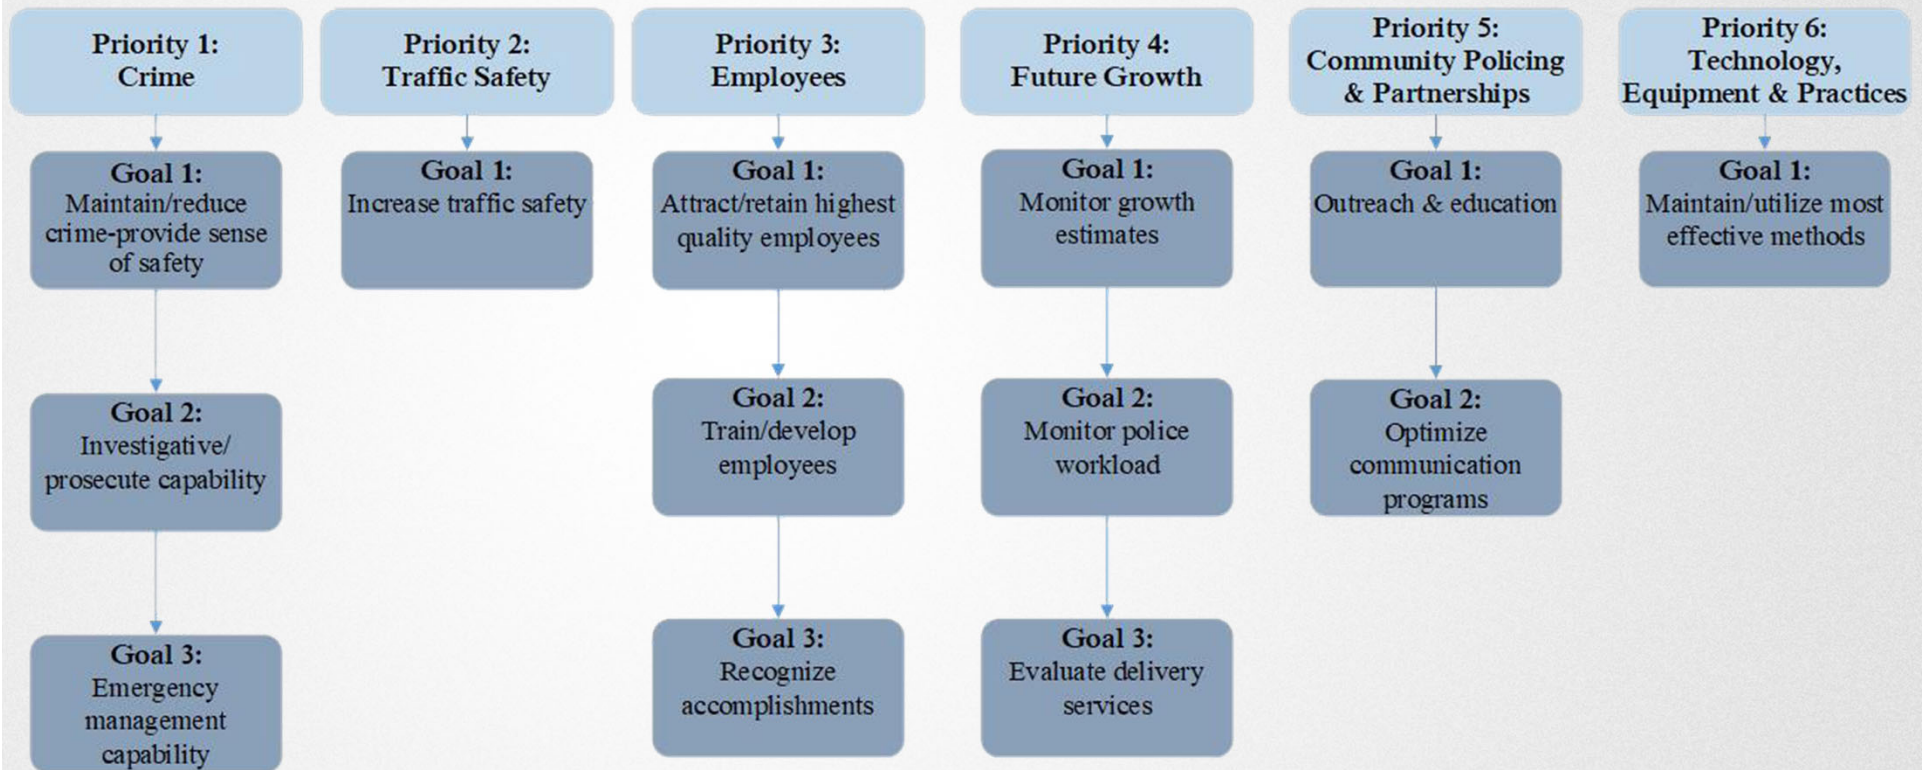 Priority 1:
Crime
Goal 1:
Maintain/reduce
crime-provide sense
of safety
Goal 2:
Investigative/
prosecute capability
Goal 3:
Emergency
management
capability
Priority 2:
Traffic Safety
Goal 1:
Increase traffic safety
Priority 3:
Employees
Goal 1:
Attract/retain highest
quality employees
Goal 2:
Train/develop
employees
Goal 3:
Recognize
accomplishments
Priority 4:
Future Growth
Goal 1:
Monitor growth
estimates
Goal 2:
Monitor police
workload
Goal 3:
Evaluate delivery
services
Priority 5:
Community Policing
& Partnerships
Goal 1:
Outreach & education
Goal 2:
Optimize
communication
programs
Priority 6:
Technology,
Equipment & Practices
Goal 1:
Maintain/utilize most
effective methods